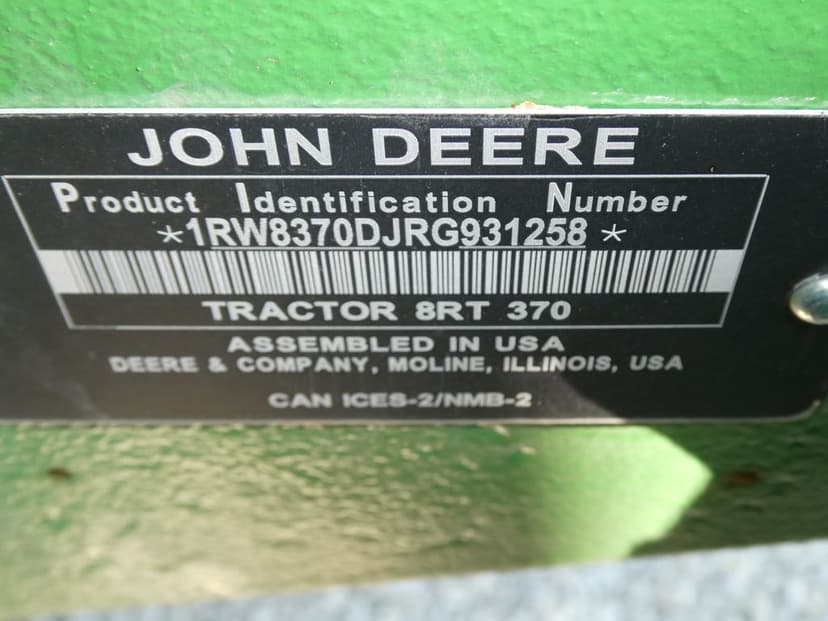 JOHN DEERE
Product Identification Number
*1RW8370DJRG931258*
TRACTOR 8RT 370
ASSEMBLED IN USA
DEERE & COMPANY, MOLINE, ILLINOIS, USA
CAN ICES-2/NMB-2